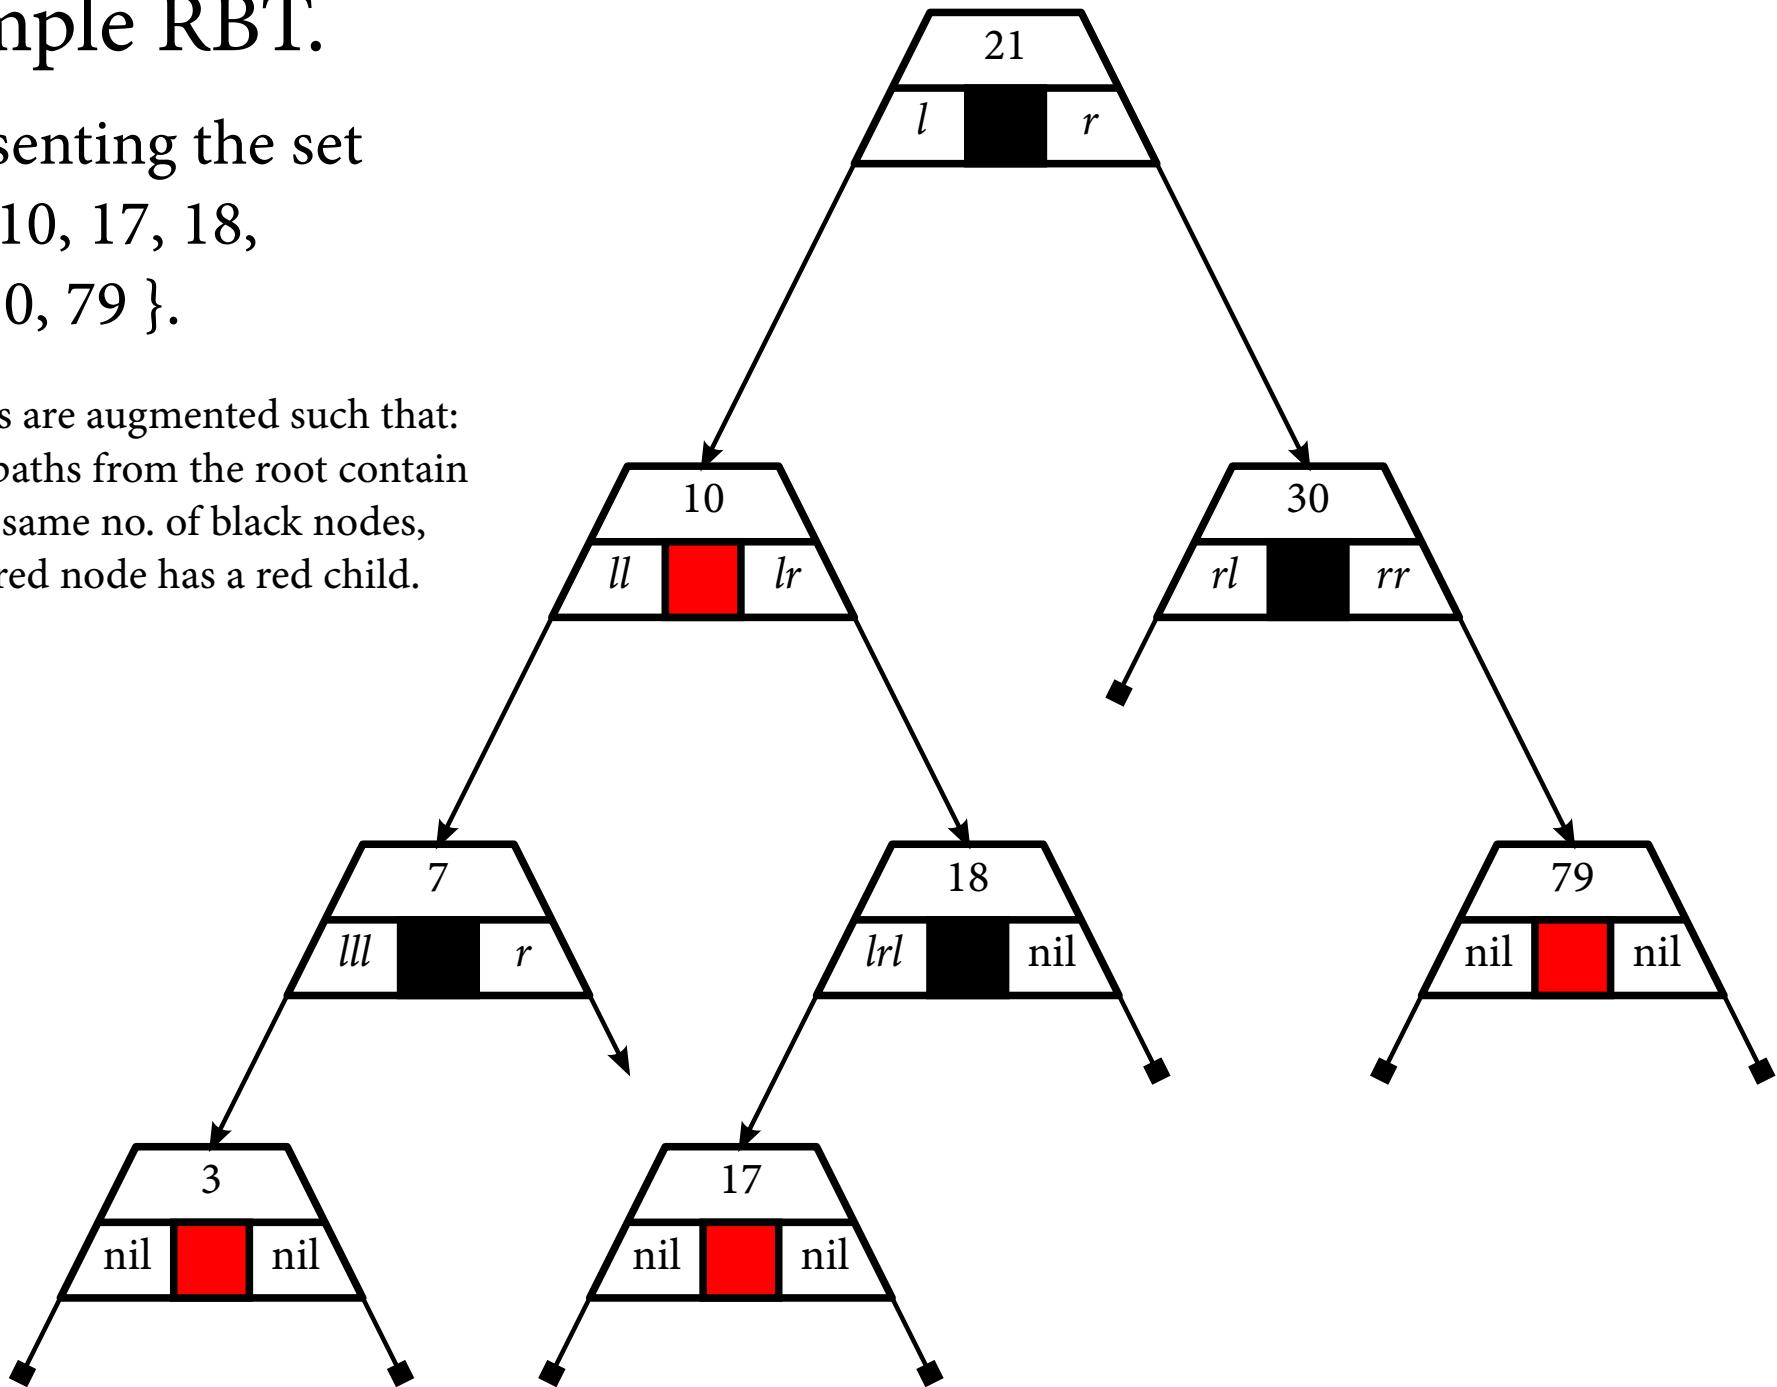 mple RBT.
senting the set
10, 17, 18,
0, 79 }.
s are augmented such that:
paths from the root contain
same no. of black nodes,
red node has a red child.
21
l r
10
ll lr
30
rl rr
7
lll r
18
lrl nil
79
nil nil
3
nil nil
17
nil nil